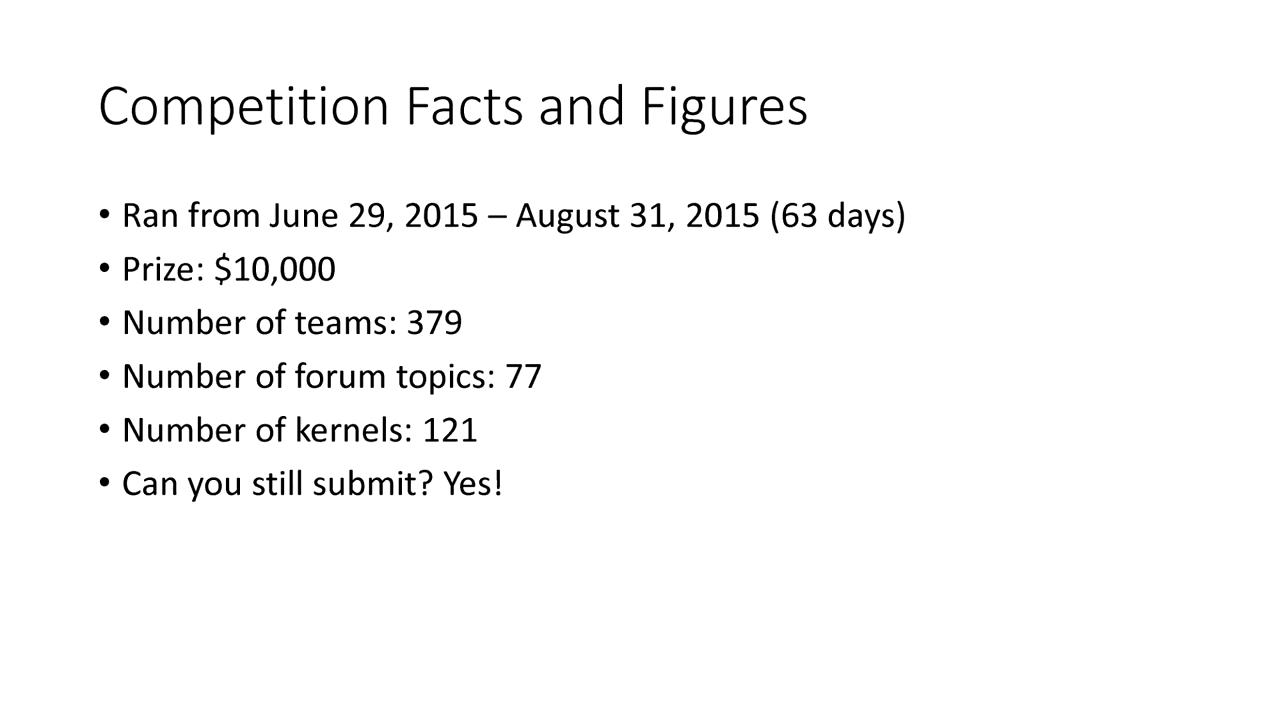 Competition Facts and Figures
• Ran from June 29, 2015 – August 31, 2015 (63 days)
• Prize: $10,000
• Number of teams: 379
• Number of forum topics: 77
• Number of kernels: 121
• Can you still submit? Yes!